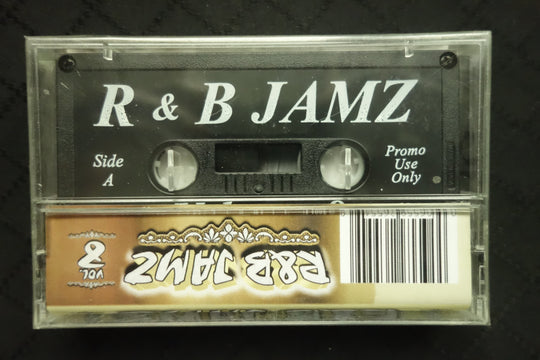 R & B JAMZ
Side
A
Promo
Use
Only
R&B JAMZ
VOL.
8